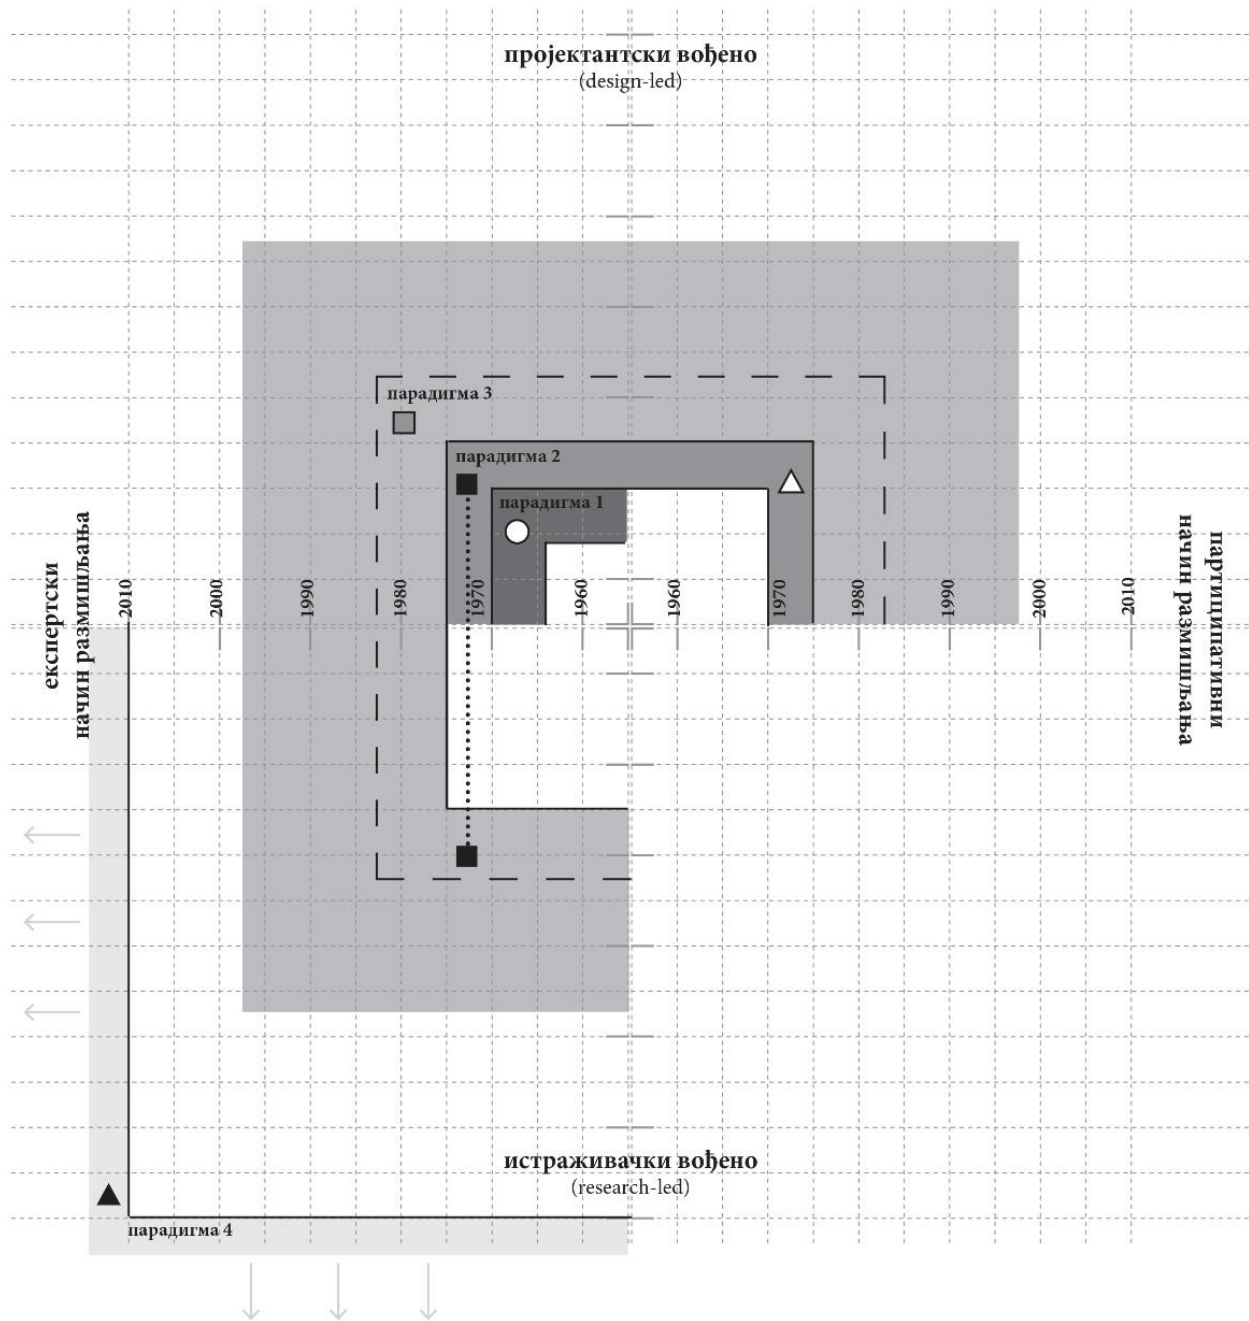 пројектантски вођено
(design-led)
парадигма 3
парадигма 2
парадигма 1
експертски
начин размишљања
2010
2000
1990
1980
1970
1960
1960
1970
1980
1990
2000
2010
партиципативни
начин размишљања
истраживачки вођено
(research-led)
парадигма 4